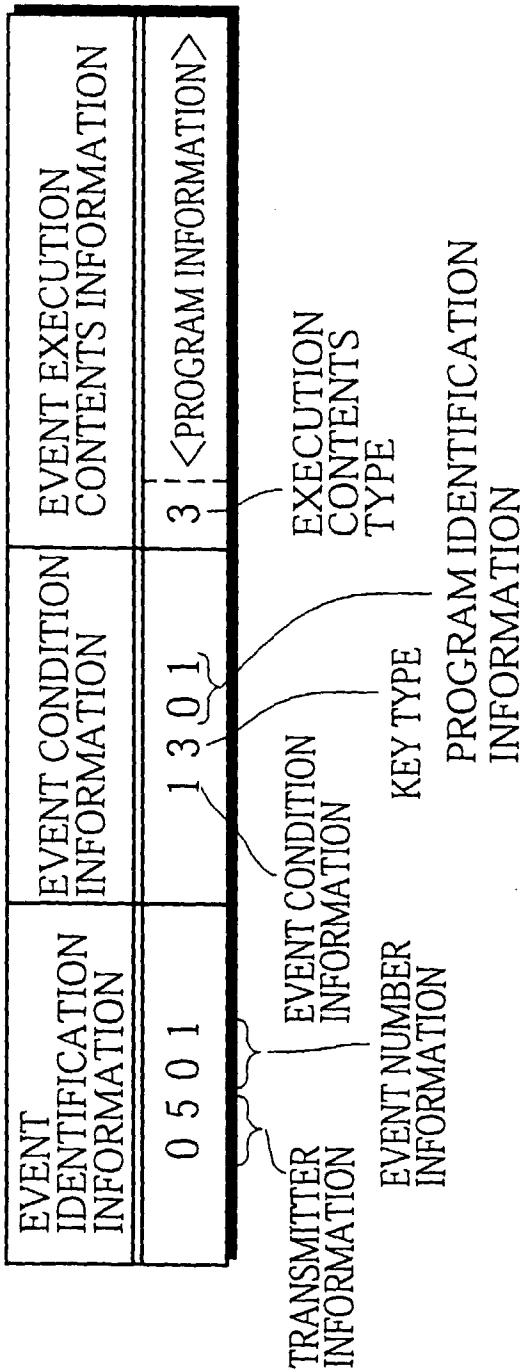 EVENT
IDENTIFICATION
INFORMATION
EVENT CONDITION
INFORMATION
EVENT EXECUTION
CONTENTS INFORMATION
0 5 0 1
1 3 0 1
3
<PROGRAM INFORMATION>
TRANSMITTER
INFORMATION
EVENT NUMBER
INFORMATION
EVENT CONDITION
INFORMATION
KEY TYPE
PROGRAM IDENTIFICATION
INFORMATION
EXECUTION
CONTENTS
TYPE